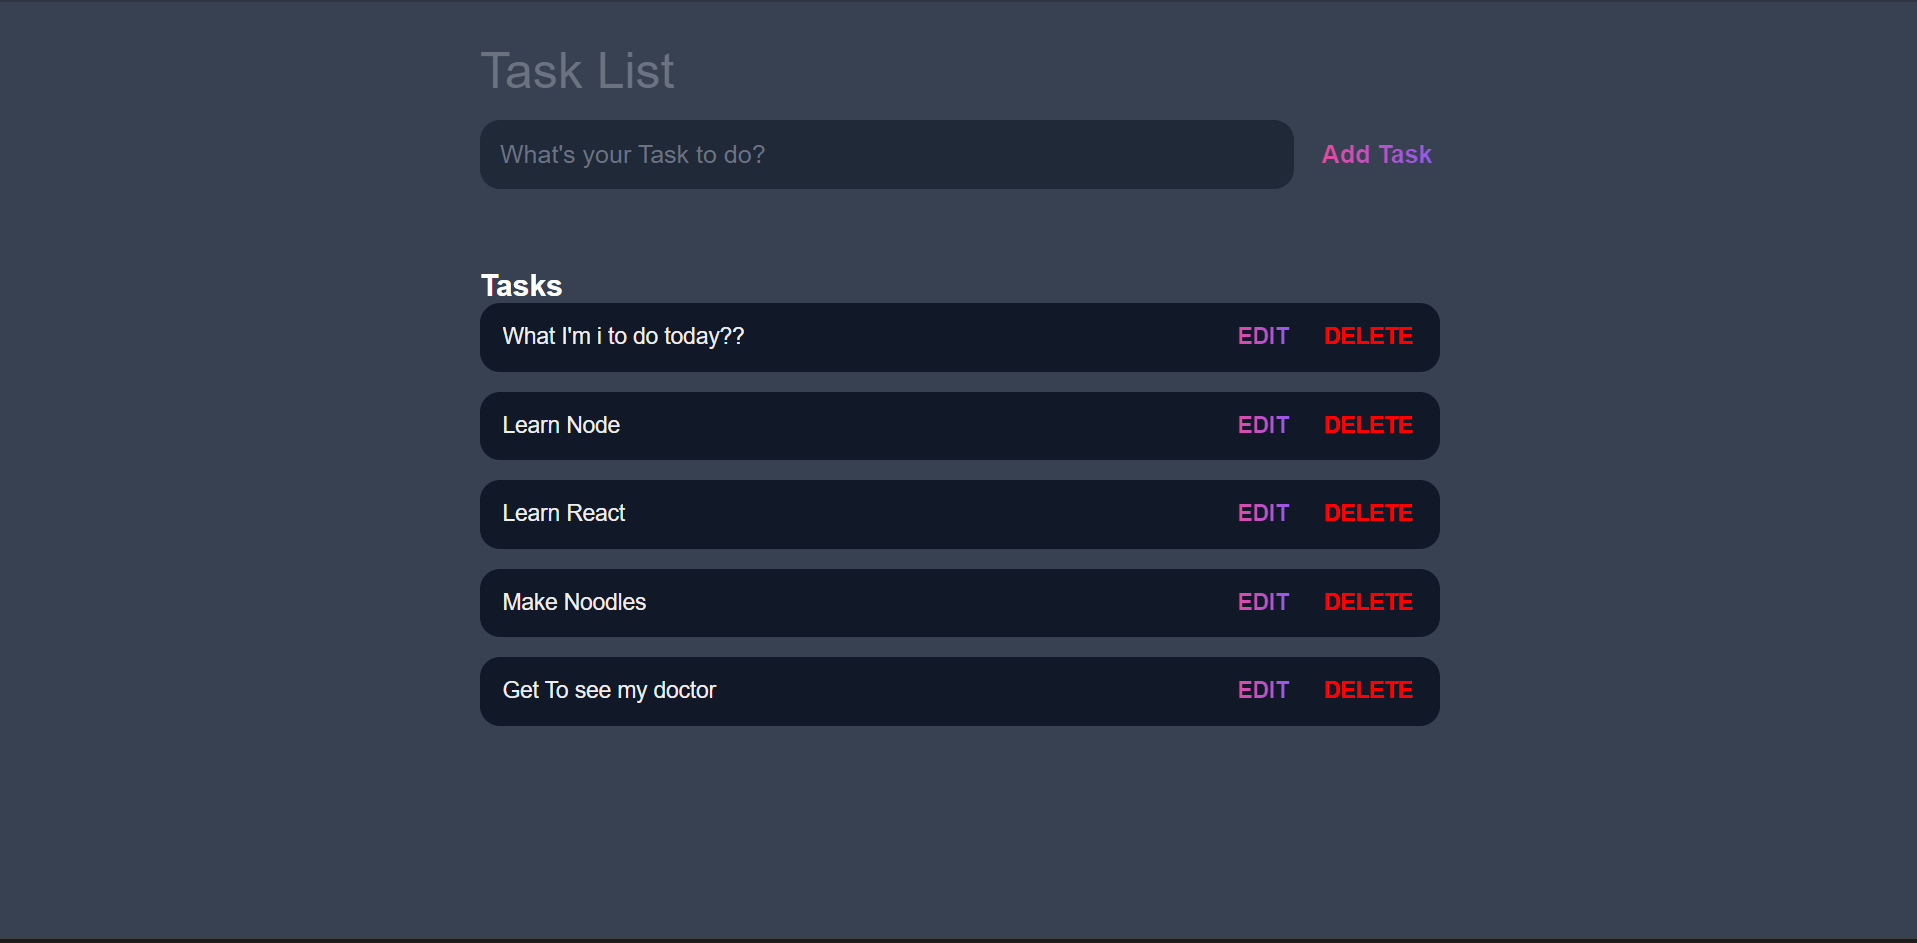 Task List
What's your Task to do?
Add Task
Tasks
What I'm i to do today??
EDIT
DELETE
Learn Node
EDIT
DELETE
Learn React
EDIT
DELETE
Make Noodles
EDIT
DELETE
Get To see my doctor
EDIT
DELETE